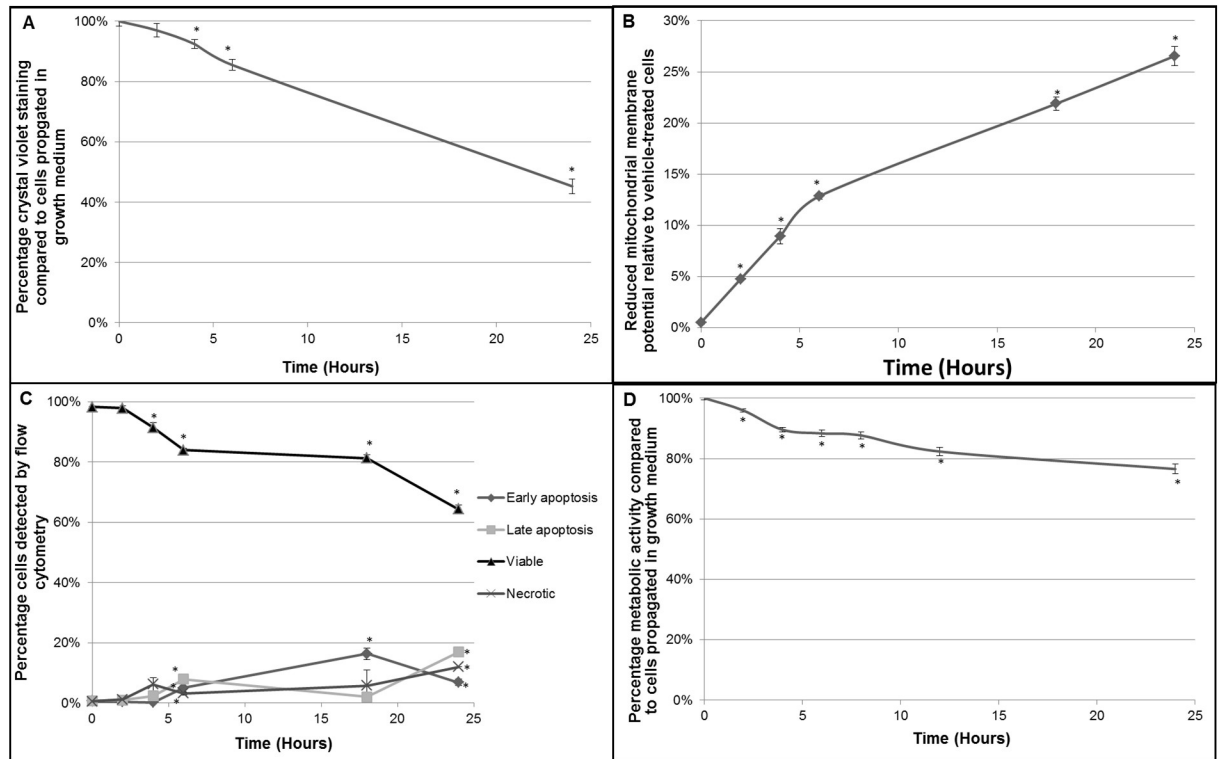 A
Percentage crystal violet staining
compared to cells propgated in
growth medium
100%
80%
60%
40%
20%
0%
* * *
0 5 10 15 20 25
Time (Hours)
B
Reduced mitochondrial membrane
potential relative to vehicle-treated cells
30%
25%
20%
15%
10%
5%
0%
* * * * *
0 5 10 15 20 25
Time (Hours)
C
Percentage cells detected by flow
cytometry
100%
80%
60%
40%
20%
0%
* * * *
* * * * * * *
0 5 10 15 20 25
Time (Hours)
Early apoptosis
Late apoptosis
Viable
Necrotic
D
Percentage metabolic activity compared
to cells propagated in growth medium
100%
80%
60%
40%
20%
0%
* * * * * *
0 5 10 15 20 25
Time (Hours)